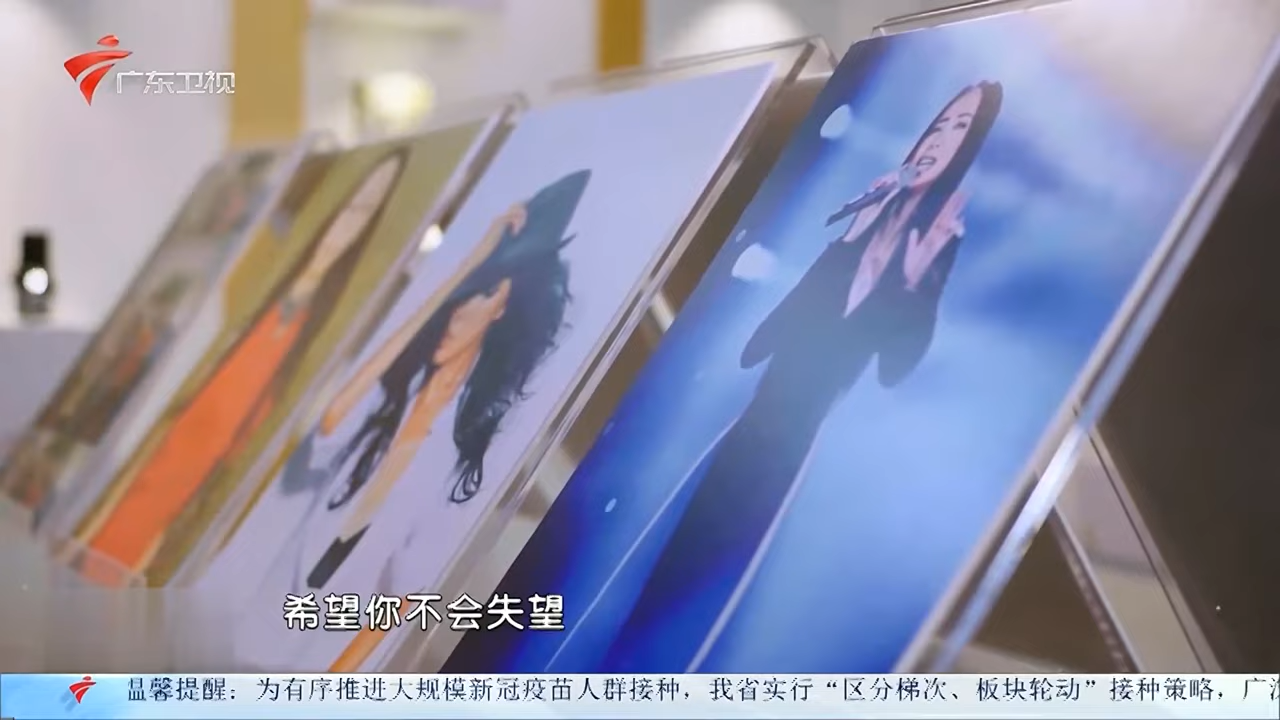 广东卫视
希望你不会失望
温馨提醒：为有序推进大规模新冠疫苗人群接种，我省实行“区分梯次、板块轮动”接种策略，广